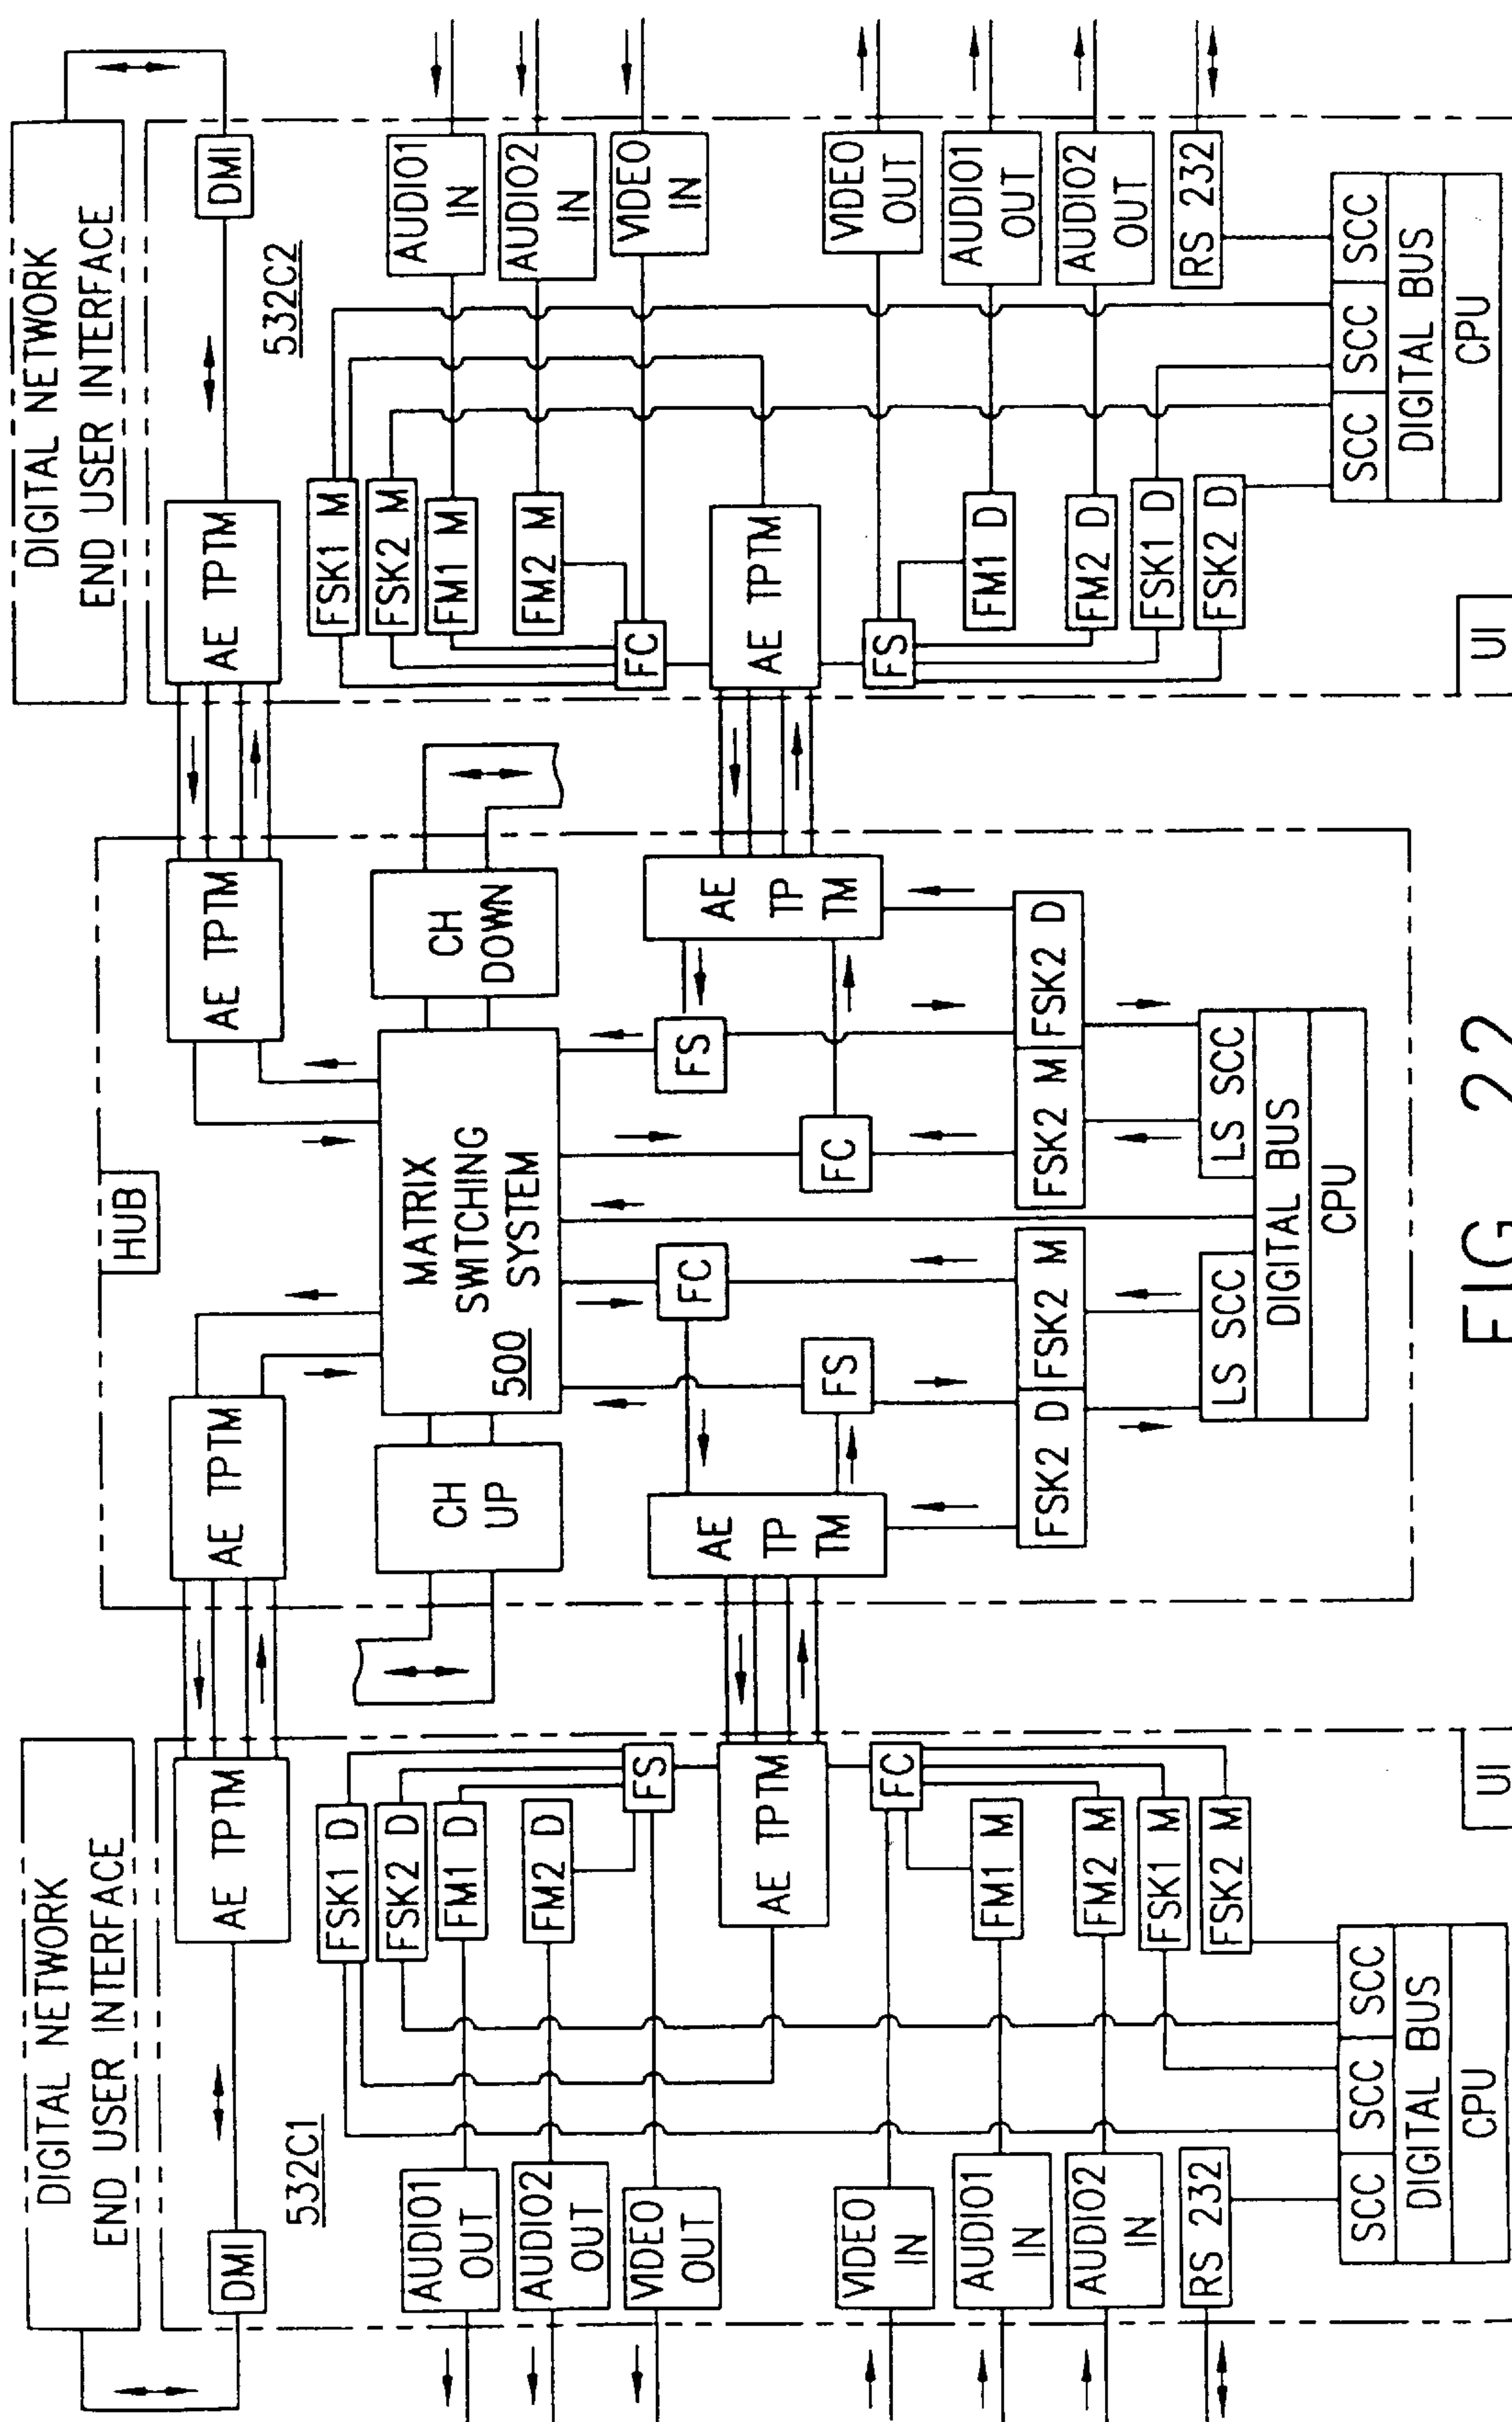 DIGITAL NETWORK
END USER INTERFACE
DMI
AE TPTM
532C1
FSK1 D
FSK2 D
FM1 D
FM2 D
AUDIO1
OUT
AUDIO2
OUT
VIDEO
OUT
FS
AE TPTM
FC
VIDEO
IN
AUDIO1
IN
AUDIO2
IN
RS 232
FM1 M
FM2 M
FSK1 M
FSK2 M
SCC SCC SCC
DIGITAL BUS
CPU
UI
HUB
AE TPTM
AE TPTM
CH
UP
MATRIX
SWITCHING
SYSTEM
500
CH
DOWN
AE
TP
TM
FC
FS
FS
FC
AE
TP
TM
FSK2 D FSK2 M
FSK2 M FSK2 D
LS SCC
LS SCC
DIGITAL BUS
CPU
DIGITAL NETWORK
END USER INTERFACE
AE TPTM
DMI
532C2
FSK1 M
FSK2 M
FM1 M
FM2 M
AUDIO1
IN
AUDIO2
IN
VIDEO
IN
FC
AE TPTM
FS
VIDEO
OUT
AUDIO1
OUT
AUDIO2
OUT
RS 232
FM1 D
FM2 D
FSK1 D
FSK2 D
SCC SCC SCC
DIGITAL BUS
CPU
UI
FIG. 22